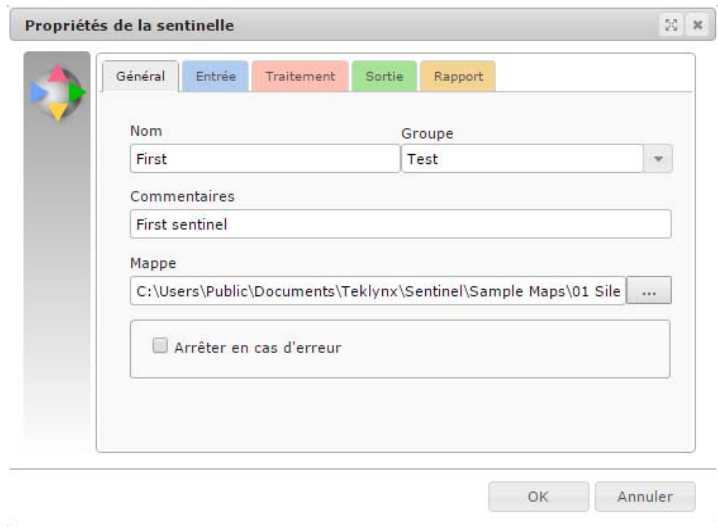 Propriétés de la sentinelle
Général Entrée Traitement Sortie Rapport
Nom Groupe
First Test
Commentaires
First sentinel
Mappe
C:\Users\Public\Documents\Teklynx\Sentinel\Sample Maps\01 Sile ...
Arrêter en cas d'erreur
OK Annuler